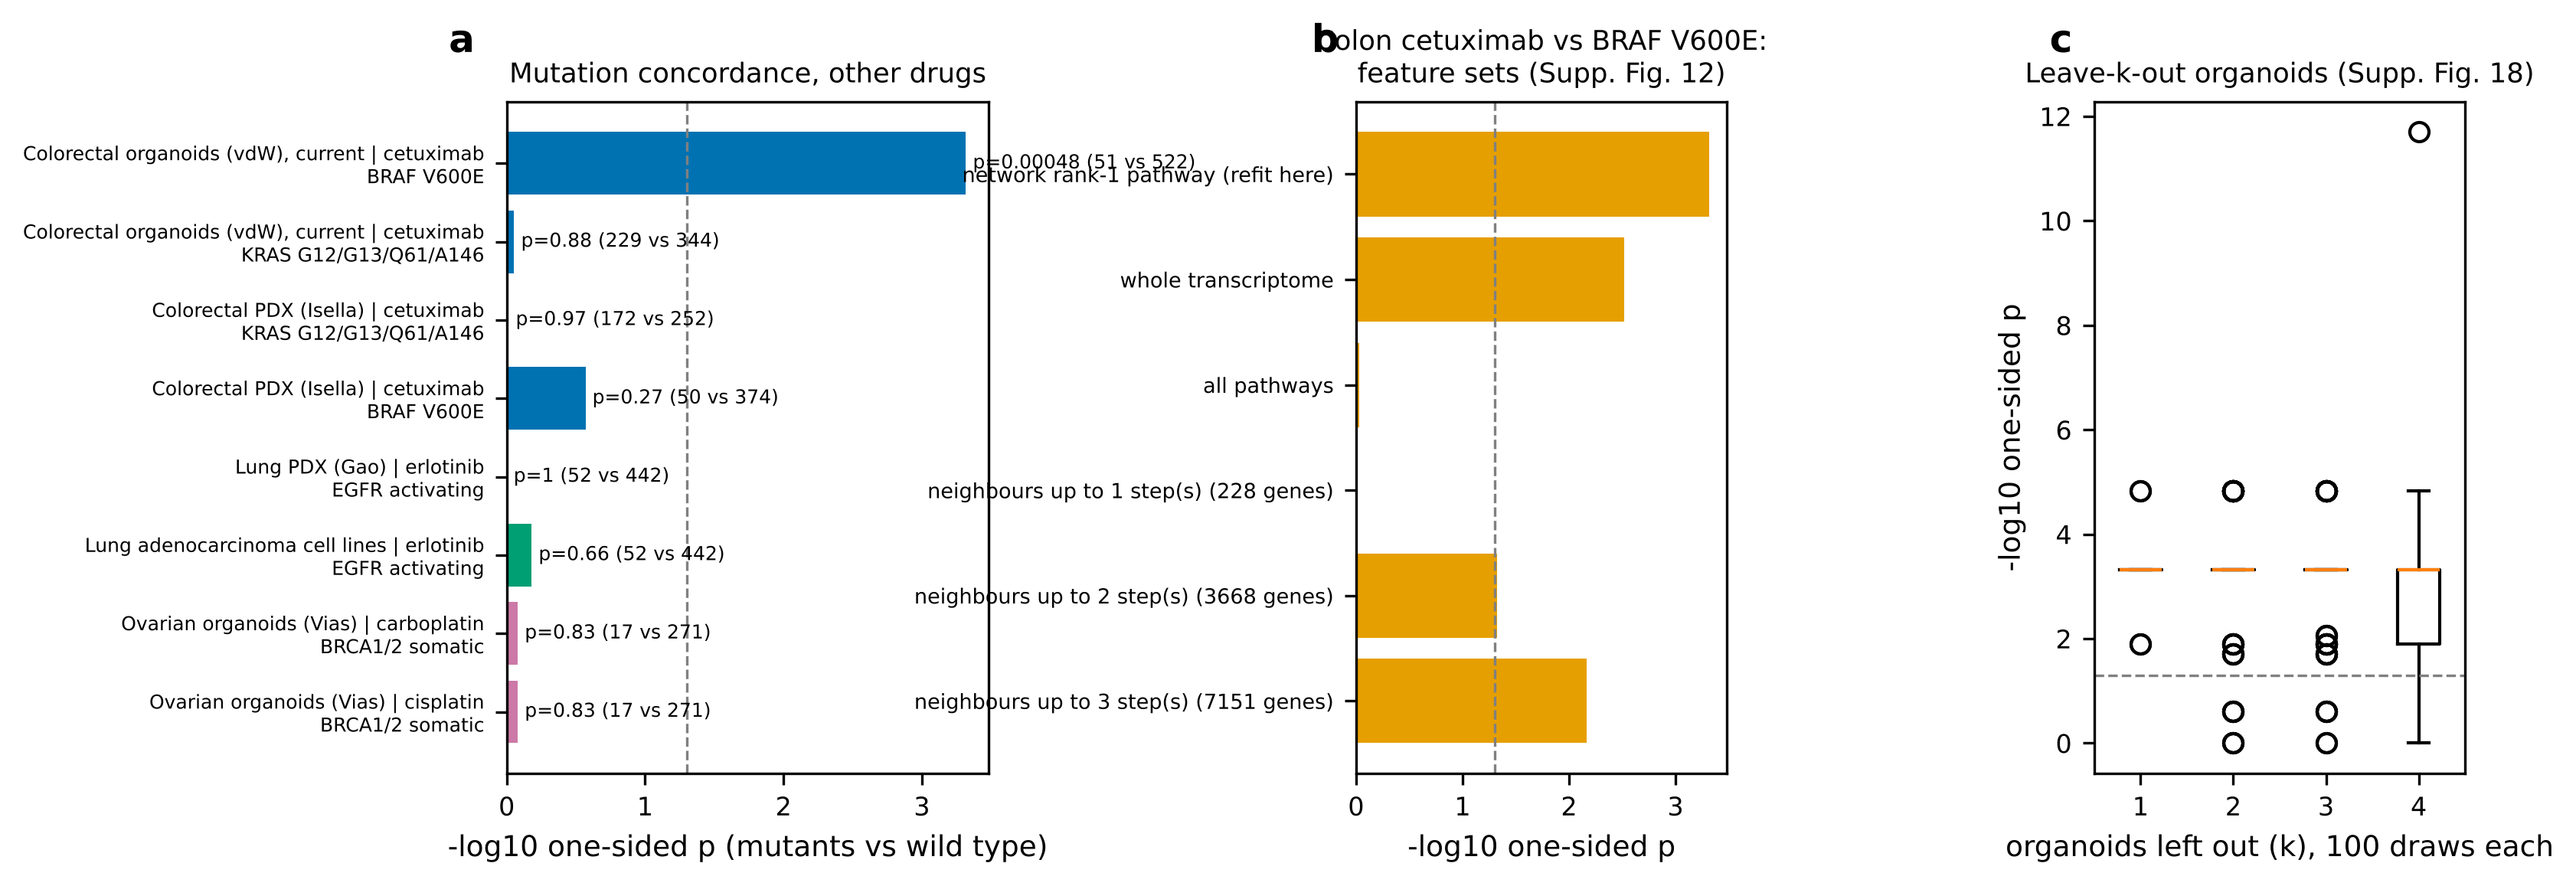 a
Mutation concordance, other drugs
Colorectal organoids (vdW), current | cetuximab
BRAF V600E
p=0.00048 (51 vs 522)
Colorectal organoids (vdW), current | cetuximab
KRAS G12/G13/Q61/A146
p=0.88 (229 vs 344)
Colorectal PDX (Isella) | cetuximab
KRAS G12/G13/Q61/A146
p=0.97 (172 vs 252)
Colorectal PDX (Isella) | cetuximab
BRAF V600E
p=0.27 (50 vs 374)
Lung PDX (Gao) | erlotinib
EGFR activating
p=1 (52 vs 442)
Lung adenocarcinoma cell lines | erlotinib
EGFR activating
p=0.66 (52 vs 442)
Ovarian organoids (Vias) | carboplatin
BRCA1/2 somatic
p=0.83 (17 vs 271)
Ovarian organoids (Vias) | cisplatin
BRCA1/2 somatic
p=0.83 (17 vs 271)
0 1 2 3
-log10 one-sided p (mutants vs wild type)
b
olon cetuximab vs BRAF V600E:
feature sets (Supp. Fig. 12)
network rank-1 pathway (refit here)
whole transcriptome
all pathways
neighbours up to 1 step(s) (228 genes)
neighbours up to 2 step(s) (3668 genes)
neighbours up to 3 step(s) (7151 genes)
0 1 2 3
-log10 one-sided p
c
Leave-k-out organoids (Supp. Fig. 18)
-log10 one-sided p
12
10
8
6
4
2
0
1 2 3 4
organoids left out (k), 100 draws each